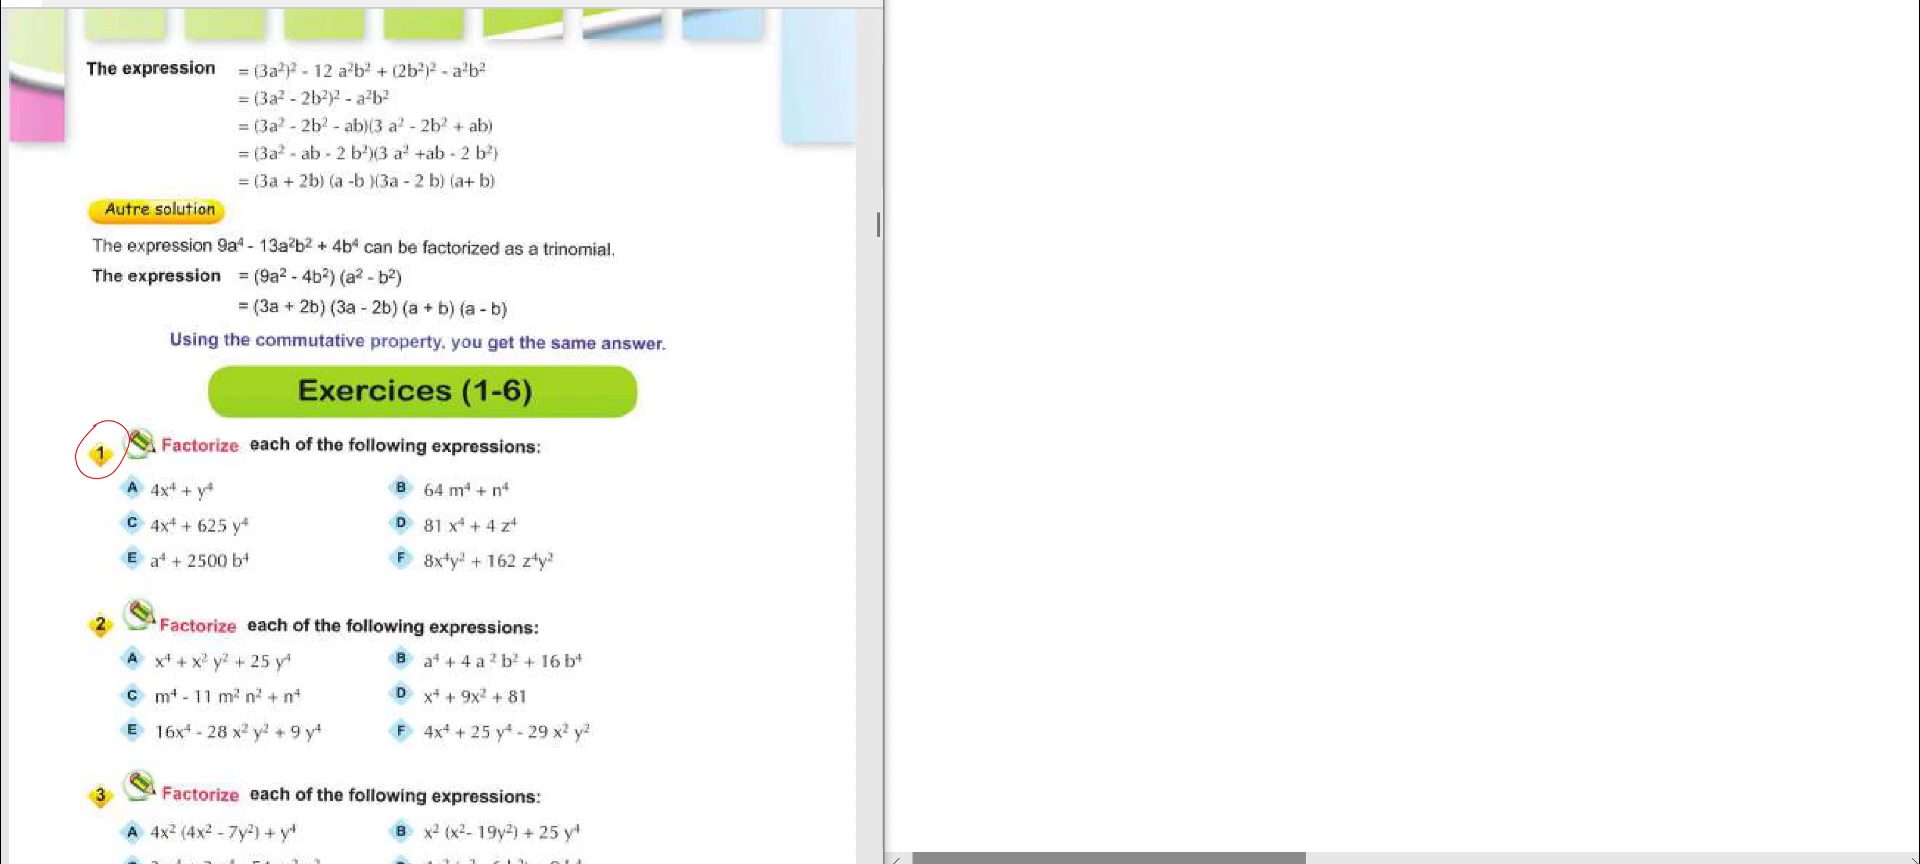 The expression = (3a²)² - 12 a²b² + (2b²)² - a²b²
= (3a² - 2b²)² - a²b²
= (3a² - 2b² - ab)(3 a² - 2b² + ab)
= (3a² - ab - 2 b²)(3 a² +ab - 2 b²)
= (3a + 2b) (a -b )(3a - 2 b) (a+ b)
Autre solution
The expression 9a⁴ - 13a²b² + 4b⁴ can be factorized as a trinomial.
The expression = (9a² - 4b²) (a² - b²)
= (3a + 2b) (3a - 2b) (a + b) (a - b)
Using the commutative property, you get the same answer.
Exercices (1-6)
1 Factorize each of the following expressions:
A 4x⁴ + y⁴ B 64 m⁴ + n⁴
C 4x⁴ + 625 y⁴ D 81 x⁴ + 4 z⁴
E a⁴ + 2500 b⁴ F 8x⁴y² + 162 z⁴y²
2 Factorize each of the following expressions:
A x⁴ + x² y² + 25 y⁴ B a⁴ + 4 a ² b² + 16 b⁴
C m⁴ - 11 m² n² + n⁴ D x⁴ + 9x² + 81
E 16x⁴ - 28 x² y² + 9 y⁴ F 4x⁴ + 25 y⁴ - 29 x² y²
3 Factorize each of the following expressions:
A 4x² (4x² - 7y²) + y⁴ B x² (x²- 19y²) + 25 y⁴